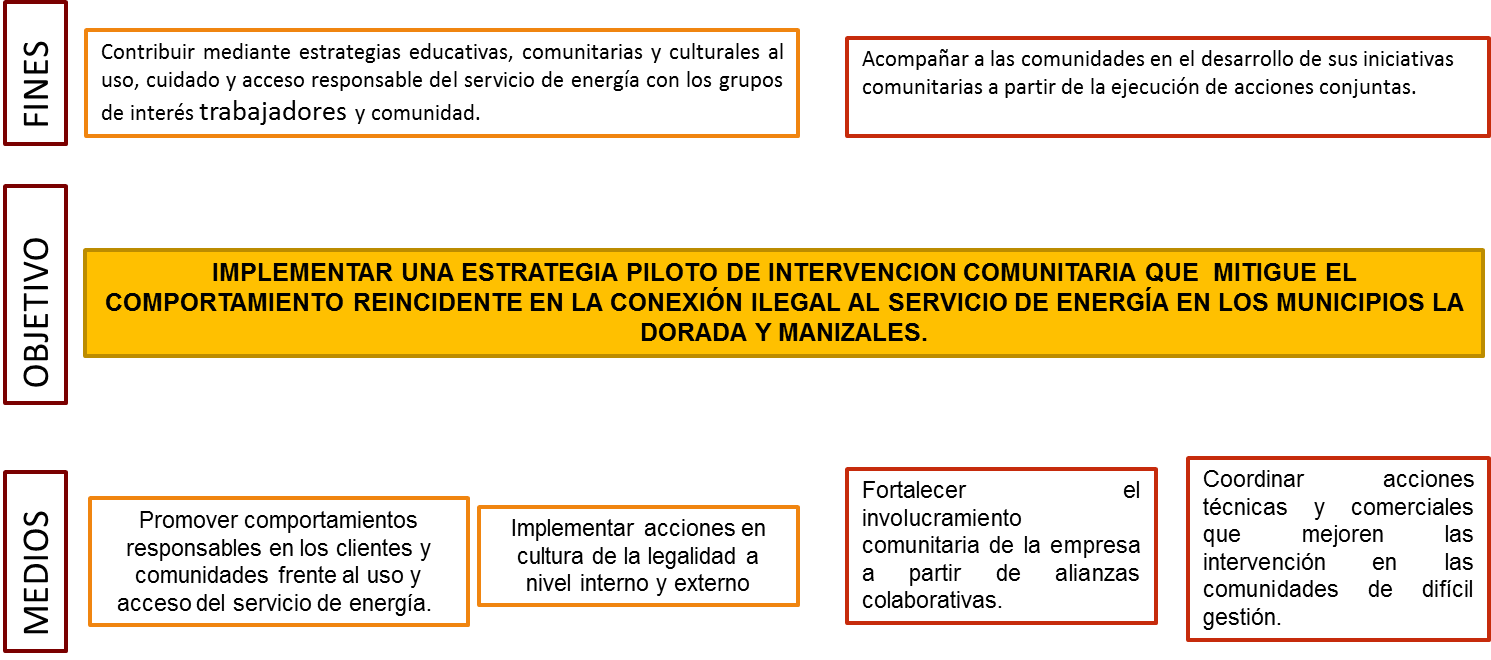 FINES
Contribuir mediante estrategias educativas, comunitarias y culturales al
uso, cuidado y acceso responsable del servicio de energía con los grupos
de interés trabajadores y comunidad.
Acompañar a las comunidades en el desarrollo de sus iniciativas
comunitarias a partir de la ejecución de acciones conjuntas.
OBJETIVO
IMPLEMENTAR UNA ESTRATEGIA PILOTO DE INTERVENCION COMUNITARIA QUE MITIGUE EL
COMPORTAMIENTO REINCIDENTE EN LA CONEXIÓN ILEGAL AL SERVICIO DE ENERGÍA EN LOS MUNICIPIOS LA
DORADA Y MANIZALES.
MEDIOS
Promover comportamientos
responsables en los clientes y
comunidades frente al uso y
acceso del servicio de energía.
Implementar acciones en
cultura de la legalidad a
nivel interno y externo
Fortalecer el
involucramiento
comunitaria de la empresa
a partir de alianzas
colaborativas.
Coordinar acciones
técnicas y comerciales
que mejoren las
intervención en las
comunidades de difícil
gestión.